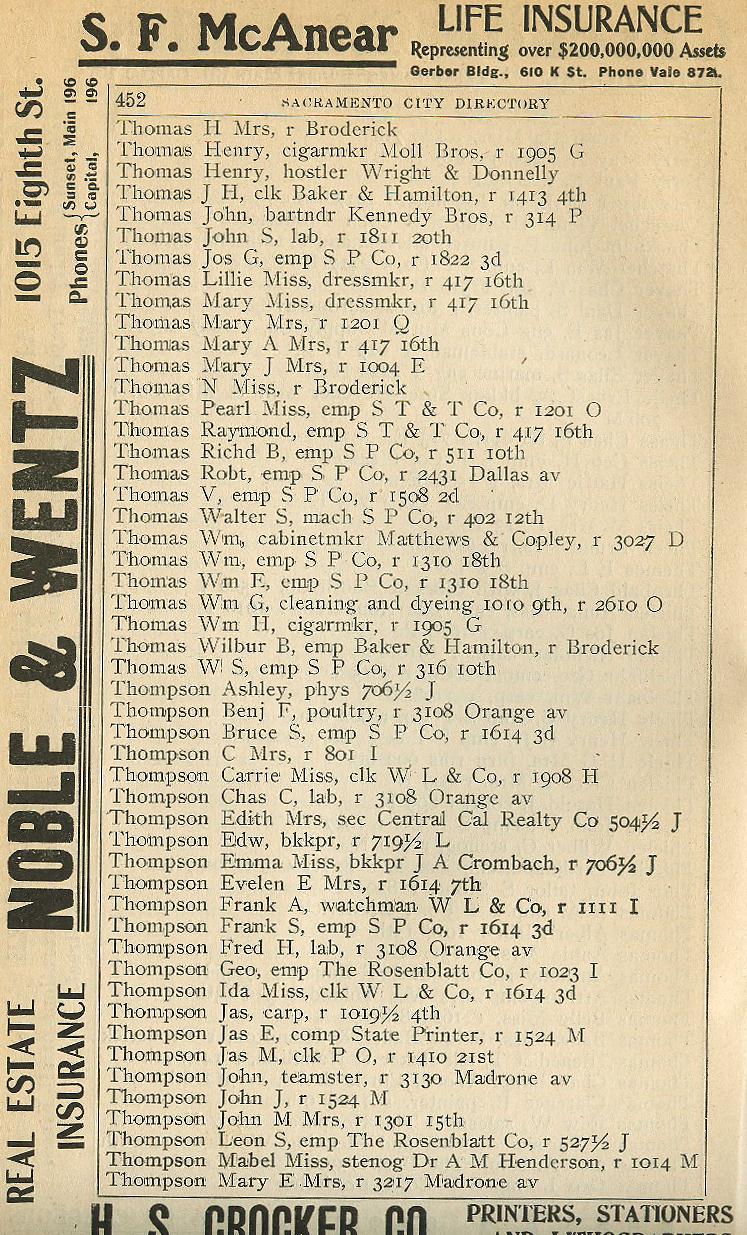 S. F. McAnear
LIFE INSURANCE
Representing over $200,000,000 Assets
Gerber Bldg., 610 K St. Phone Vale 872.
NOBLE & WENTZ
1015 Eighth St.
Phones { Sunset, Main 196
Capital, 196
REAL ESTATE
INSURANCE
452 SACRAMENTO CITY DIRECTORY
Thomas H Mrs, r Broderick
Thomas Henry, cigarmkr Moll Bros, r 1905 G
Thomas Henry, hostler Wright & Donnelly
Thomas J H, clk Baker & Hamilton, r 1413 4th
Thomas John, bartndr Kennedy Bros, r 314 P
Thomas John S, lab, r 1811 20th
Thomas Jos G, emp S P Co, r 1822 3d
Thomas Lillie Miss, dressmkr, r 417 16th
Thomas Mary Miss, dressmkr, r 417 16th
Thomas Mary Mrs, r 1201 Q
Thomas Mary A Mrs, r 417 16th
Thomas Mary J Mrs, r 1004 E
Thomas N Miss, r Broderick
Thomas Pearl Miss, emp S T & T Co, r 1201 O
Thomas Raymond, emp S T & T Co, r 417 16th
Thomas Richd B, emp S P Co, r 511 10th
Thomas Robt, emp S P Co, r 2431 Dallas av
Thomas V, emp S P Co, r 1508 2d
Thomas Walter S, mach S P Co, r 402 12th
Thomas Wm, cabinetmkr Matthews & Copley, r 3027 D
Thomas Wm, emp S P Co, r 1310 18th
Thomas Wm E, emp S P Co, r 1310 18th
Thomas Wm G, cleaning and dyeing 1010 9th, r 2610 O
Thomas Wm H, cigarmkr, r 1905 G
Thomas Wilbur B, emp Baker & Hamilton, r Broderick
Thomas W S, emp S P Co, r 316 10th
Thompson Ashley, phys 706½ J
Thompson Benj F, poultry, r 3108 Orange av
Thompson Bruce S, emp S P Co, r 1614 3d
Thompson C Mrs, r 801 I
Thompson Carrie Miss, clk W L & Co, r 1908 H
Thompson Chas C, lab, r 3108 Orange av
Thompson Edith Mrs, sec Central Cal Realty Co 504½ J
Thompson Edw, bkkpr, r 719½ L
Thompson Emma Miss, bkkpr J A Crombach, r 706½ J
Thompson Evelen E Mrs, r 1614 7th
Thompson Frank A, watchman W L & Co, r 1111 I
Thompson Frank S, emp S P Co, r 1614 3d
Thompson Fred H, lab, r 3108 Orange av
Thompson Geo, emp The Rosenblatt Co, r 1023 I
Thompson Ida Miss, clk W L & Co, r 1614 3d
Thompson Jas, carp, r 1019½ 4th
Thompson Jas E, comp State Printer, r 1524 M
Thompson Jas M, clk P O, r 1410 21st
Thompson John, teamster, r 3130 Madrone av
Thompson John J, r 1524 M
Thompson John M Mrs, r 1301 15th
Thompson Leon S, emp The Rosenblatt Co, r 527½ J
Thompson Mabel Miss, stenog Dr A M Henderson, r 1014 M
Thompson Mary E Mrs, r 3217 Madrone av
H. S. CROCKER CO.
PRINTERS, STATIONERS
AND LITHOGRAPHERS